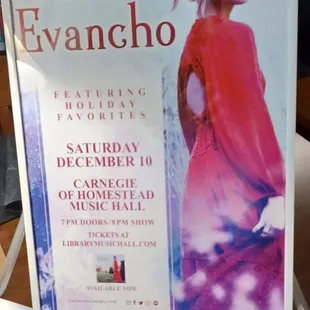 Evancho
FEATURING
HOLIDAY
FAVORITES
SATURDAY
DECEMBER 10
CARNEGIE
OF HOMESTEAD
MUSIC HALL
7PM DOORS/8PM SHOW
TICKETS AT
LIBRARYMUSICHALL.COM
AVAILABLE NOW